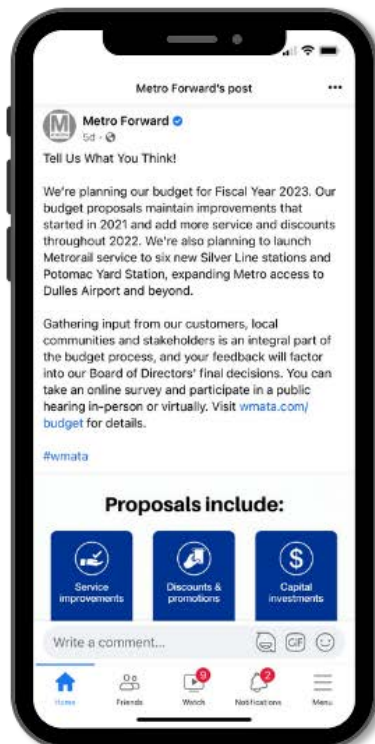 Metro Forward's post
M
Metro Forward
5d
Tell Us What You Think!
We're planning our budget for Fiscal Year 2023. Our
budget proposals maintain improvements that
started in 2021 and add more service and discounts
throughout 2022. We're also planning to launch
Metrorail service to six new Silver Line stations and
Potomac Yard Station, expanding Metro access to
Dulles Airport and beyond.
Gathering input from our customers, local
communities and stakeholders is an integral part of
the budget process, and your feedback will factor
into our Board of Directors' final decisions. You can
take an online survey and participate in a public
hearing in-person or virtually. Visit wmata.com/
budget for details.
#wmata
Proposals include:
Service
improvements
Discounts &
promotions
$
Capital
investments
Write a comment...
GIF
9
2
Home
Friends
Watch
Notifications
Menu